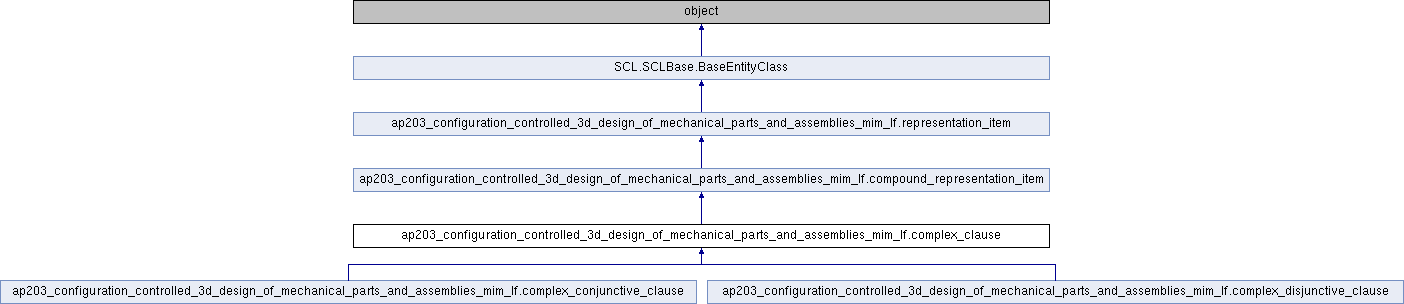 object
SCL.SCLBase.BaseEntityClass
ap203_configuration_controlled_3d_design_of_mechanical_parts_and_assemblies_mim_lf.representation_item
ap203_configuration_controlled_3d_design_of_mechanical_parts_and_assemblies_mim_lf.compound_representation_item
ap203_configuration_controlled_3d_design_of_mechanical_parts_and_assemblies_mim_lf.complex_clause
ap203_configuration_controlled_3d_design_of_mechanical_parts_and_assemblies_mim_lf.complex_conjunctive_clause
ap203_configuration_controlled_3d_design_of_mechanical_parts_and_assemblies_mim_lf.complex_disjunctive_clause